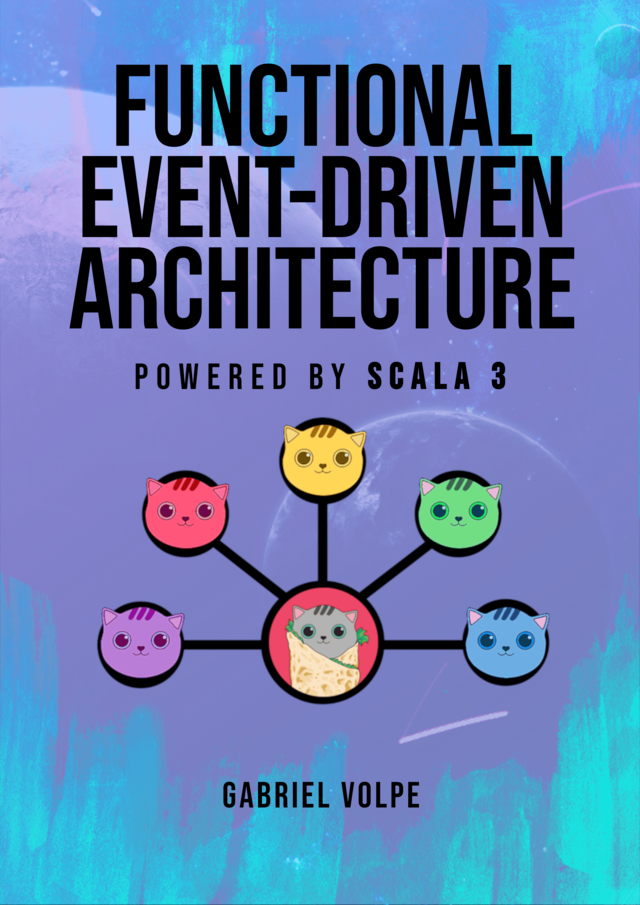 FUNCTIONAL
EVENT-DRIVEN
ARCHITECTURE
POWERED BY SCALA 3
GABRIEL VOLPE